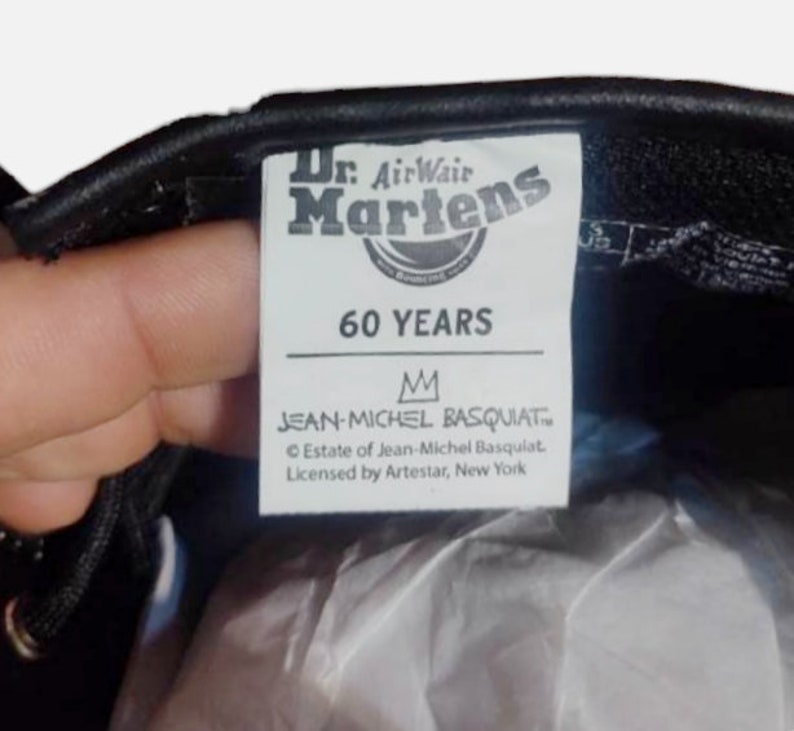 Dr. AirWair
Martens
60 YEARS
JEAN-MICHEL BASQUIAT™
© Estate of Jean-Michel Basquiat.
Licensed by Artestar, New York